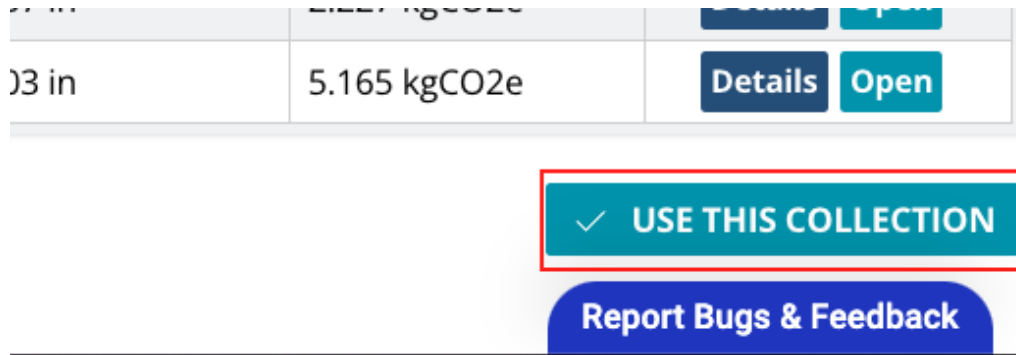 03 in 5.165 kgCO2e Details Open
USE THIS COLLECTION
Report Bugs & Feedback